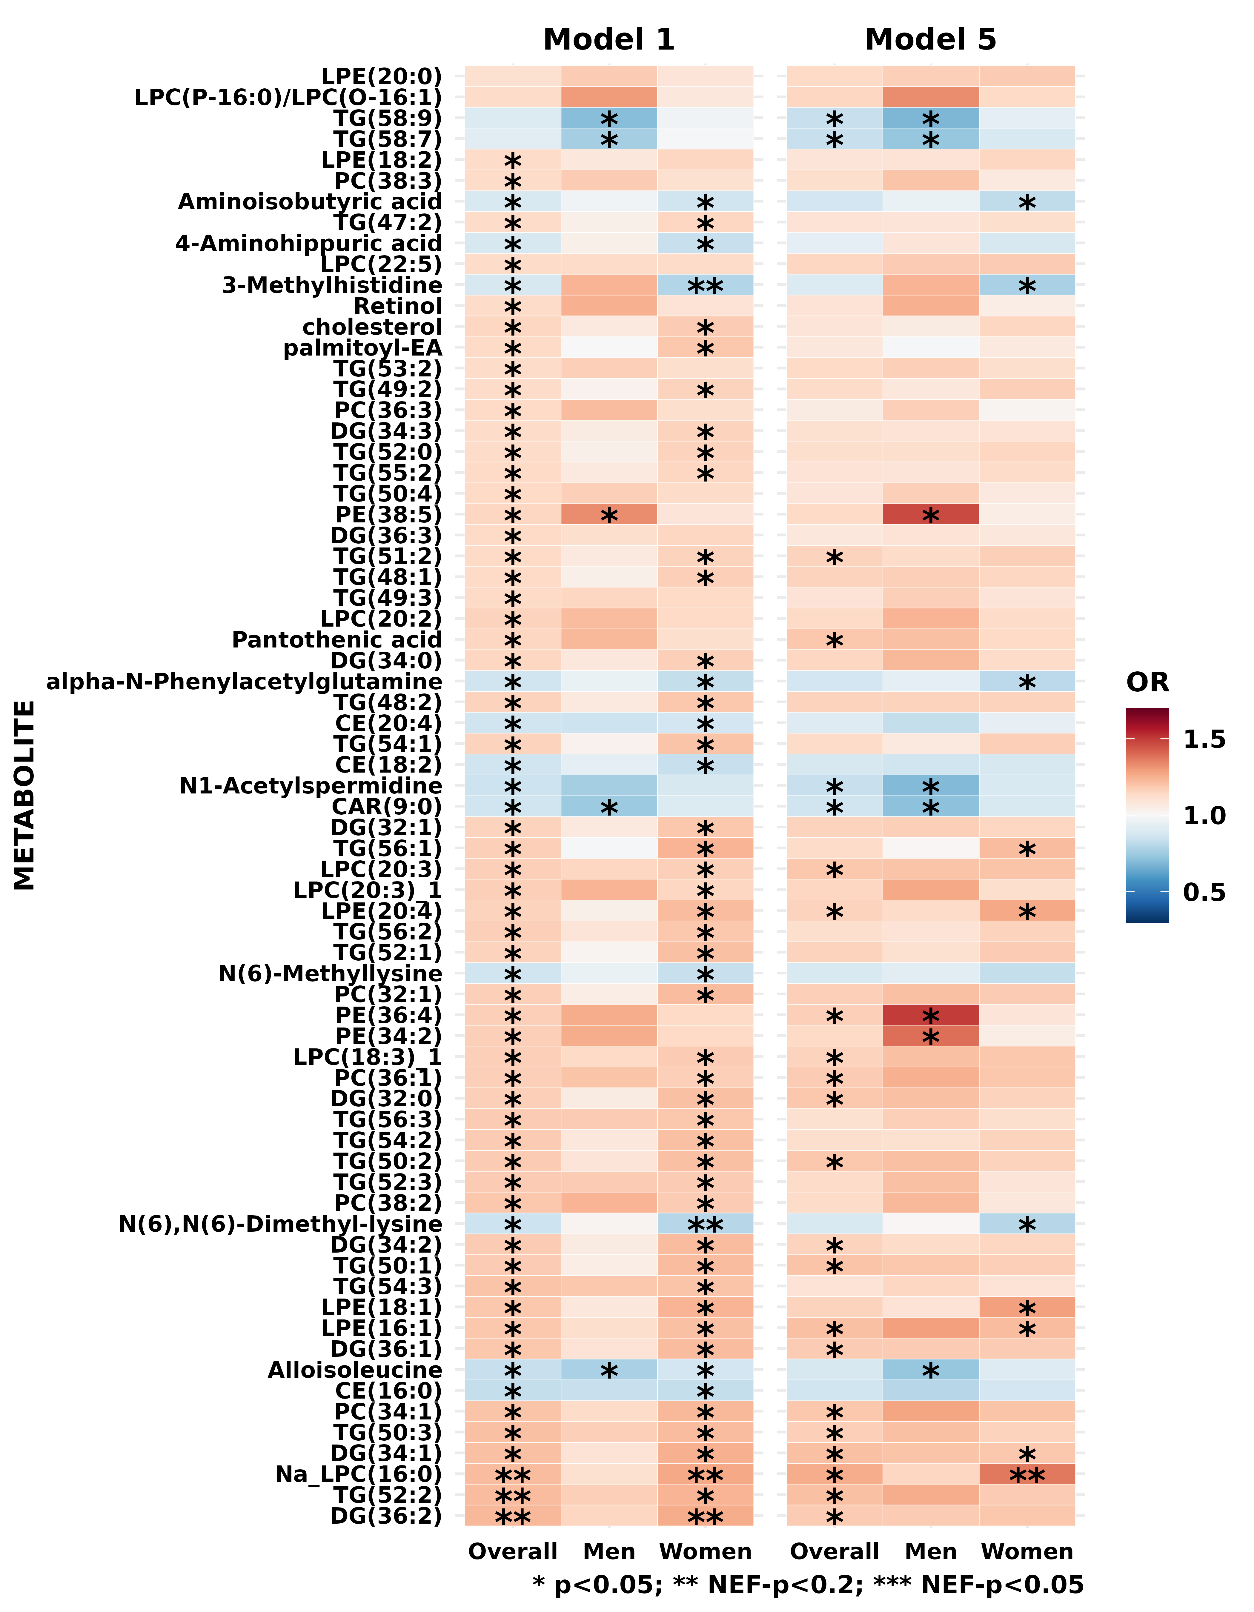 Model 1 Model 5
LPE(20:0)
LPC(P-16:0)/LPC(O-16:1)
TG(58:9) * * *
TG(58:7) * * *
LPE(18:2) *
PC(38:3) *
Aminoisobutyric acid * * *
TG(47:2) * *
4-Aminohippuric acid * *
LPC(22:5) *
3-Methylhistidine * ** *
Retinol *
cholesterol * *
palmitoyl-EA * *
TG(53:2) *
TG(49:2) * *
PC(36:3) *
DG(34:3) * *
TG(52:0) * *
TG(55:2) * *
TG(50:4) *
PE(38:5) * * *
DG(36:3) *
TG(51:2) * * *
TG(48:1) * *
TG(49:3) *
LPC(20:2) *
Pantothenic acid * *
DG(34:0) * *
alpha-N-Phenylacetylglutamine * * *
TG(48:2) * *
CE(20:4) * *
TG(54:1) * *
CE(18:2) * *
N1-Acetylspermidine * * *
CAR(9:0) * * * *
DG(32:1) * *
TG(56:1) * * *
LPC(20:3) * * *
LPC(20:3)_1 * *
LPE(20:4) * * * *
TG(56:2) * *
TG(52:1) * *
N(6)-Methyllysine * *
PC(32:1) * *
PE(36:4) * * *
PE(34:2) * *
LPC(18:3)_1 * * *
PC(36:1) * * *
DG(32:0) * * *
TG(56:3) * *
TG(54:2) * *
TG(50:2) * * *
TG(52:3) * *
PC(38:2) * *
N(6),N(6)-Dimethyl-lysine * ** *
DG(34:2) * * *
TG(50:1) * * *
TG(54:3) * *
LPE(18:1) * * *
LPE(16:1) * * * *
DG(36:1) * * *
Alloisoleucine * * * *
CE(16:0) * *
PC(34:1) * * *
TG(50:3) * * *
DG(34:1) * * * *
Na_LPC(16:0) ** ** * **
TG(52:2) ** * *
DG(36:2) ** ** *
METABOLITE
Overall Men Women Overall Men Women
* p<0.05; ** NEF-p<0.2; *** NEF-p<0.05
OR
1.5
1.0
0.5